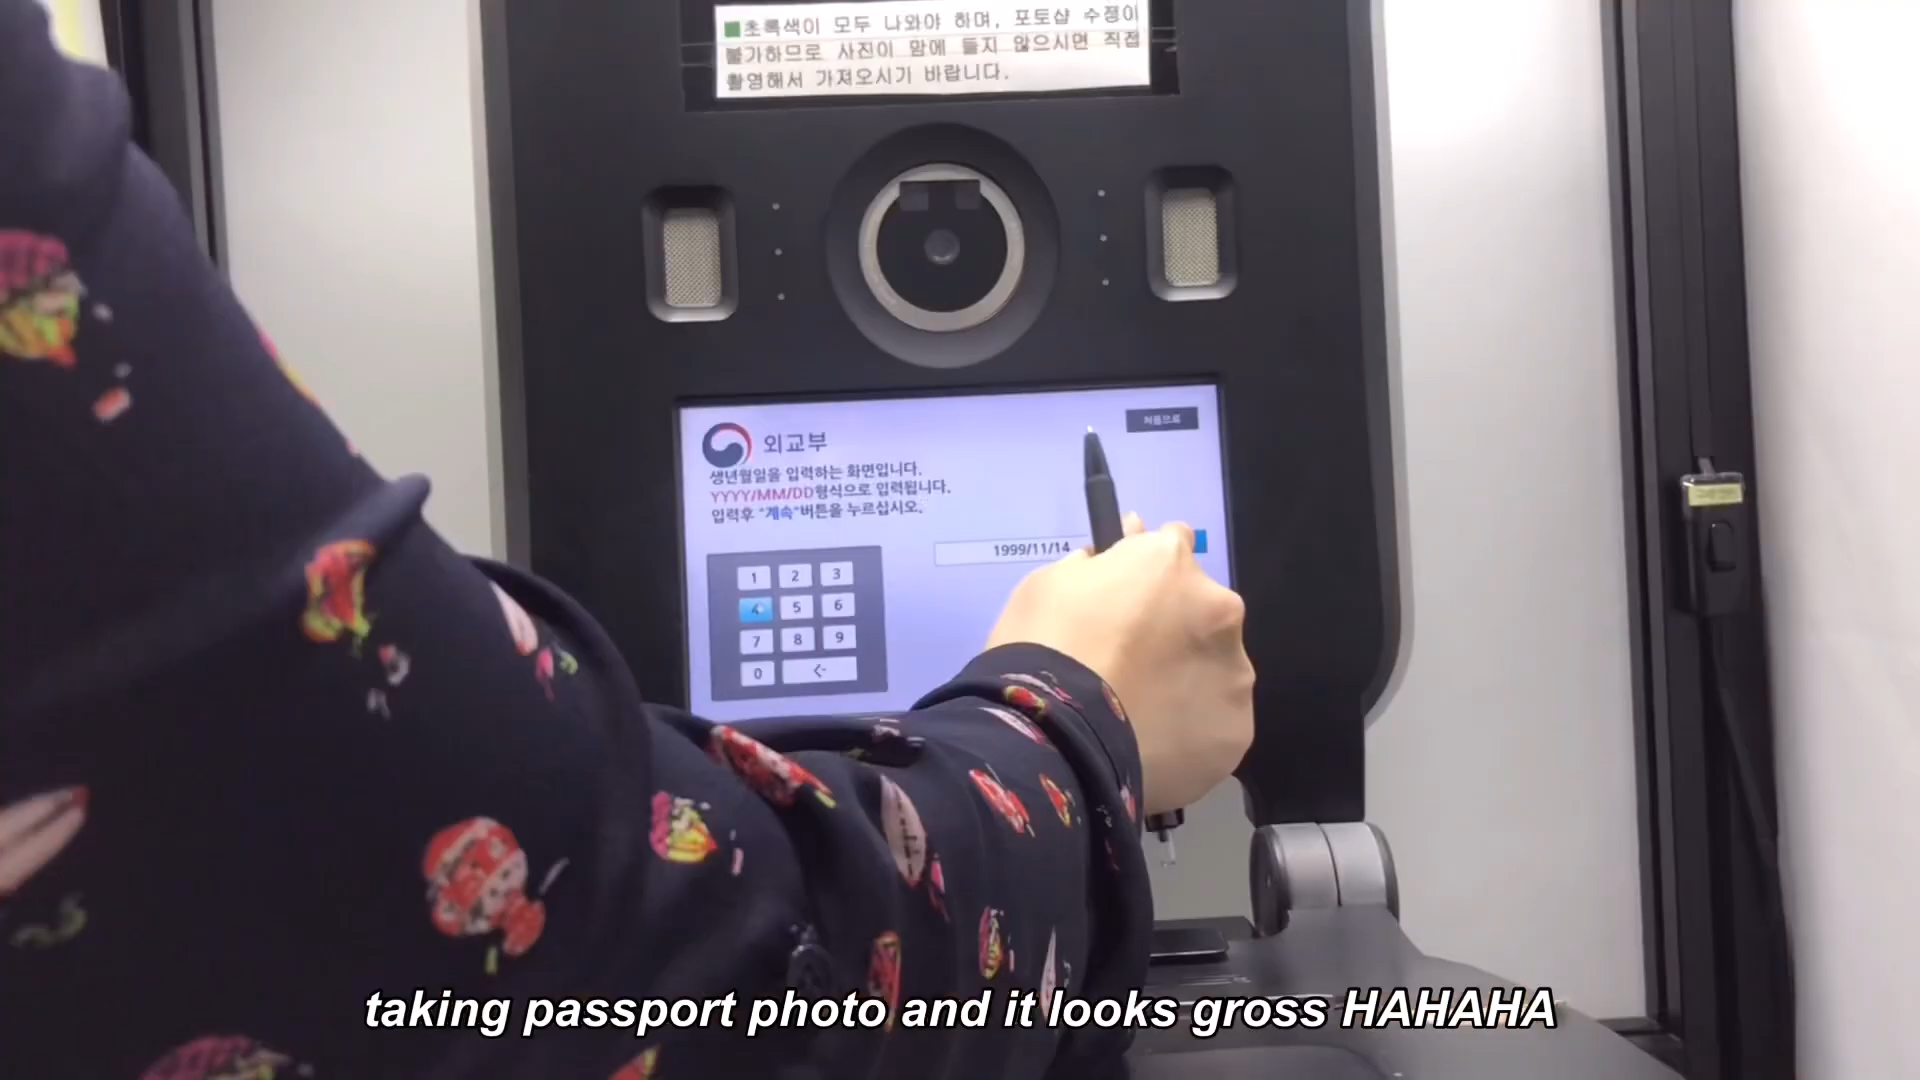 ■초록색이 모두 나와야 하며, 포토샵 수정이
불가하므로 사진이 맘에 들지 않으시면 직접
촬영해서 가져오시기 바랍니다.
외교부
처음으로
생년월일을 입력하는 화면입니다.
YYYY/MM/DD형식으로 입력됩니다.
입력후 "계속"버튼을 누르십시오.
1999/11/14
1 2 3
4 5 6
7 8 9
0 <-
taking passport photo and it looks gross HAHAHA